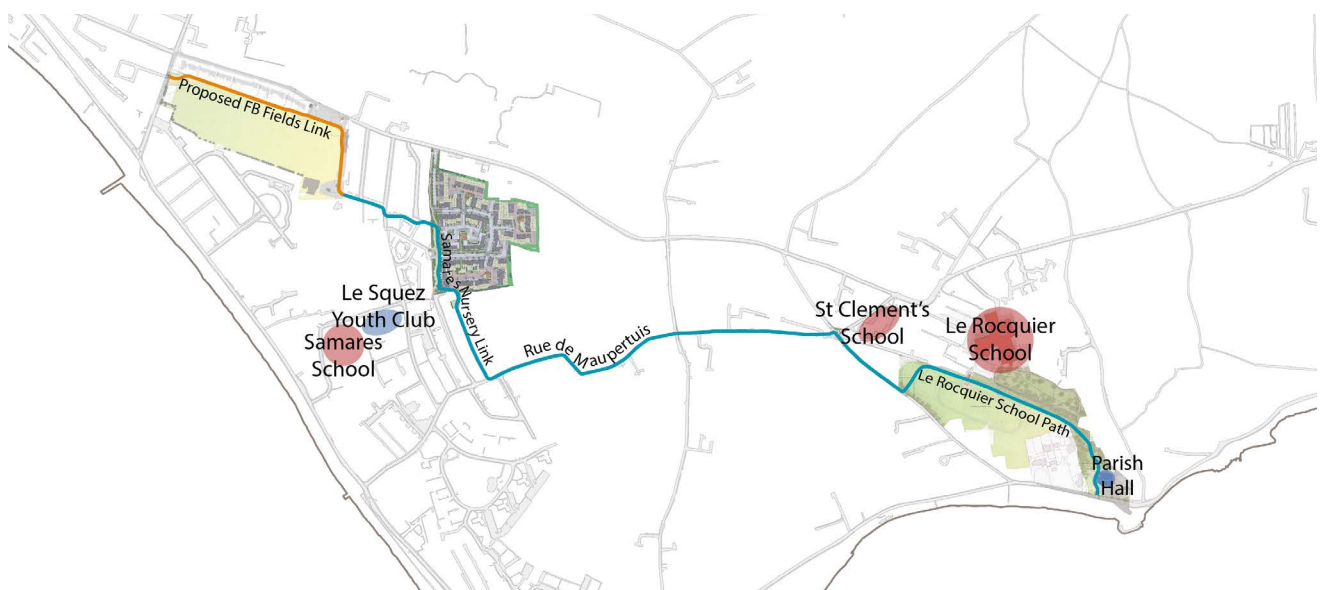 Proposed FB Fields Link
Samares Nursery Link
Le Squez
Youth Club
Samares
School
Rue de Maupertuis
St Clement's
School
Le Rocquier
School
Le Rocquier School Path
Parish
Hall